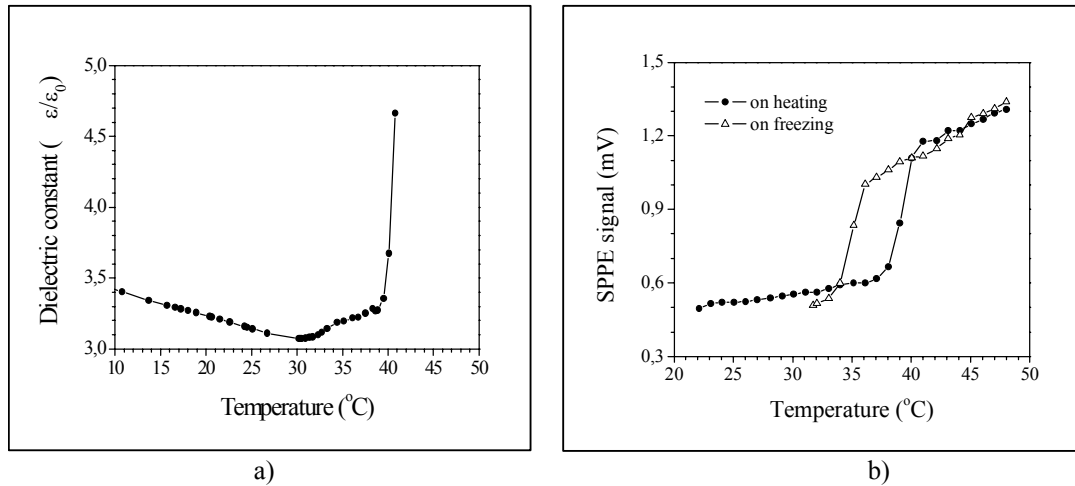 5,0
4,5
4,0
3,5
3,0
10 15 20 25 30 35 40 45 50
Dielectric constant ( ε/ε0)
Temperature (oC)
a)
1,5
1,2
0,9
0,6
0,3
20 25 30 35 40 45 50
SPPE signal (mV)
on heating
on freezing
Temperature (oC)
b)